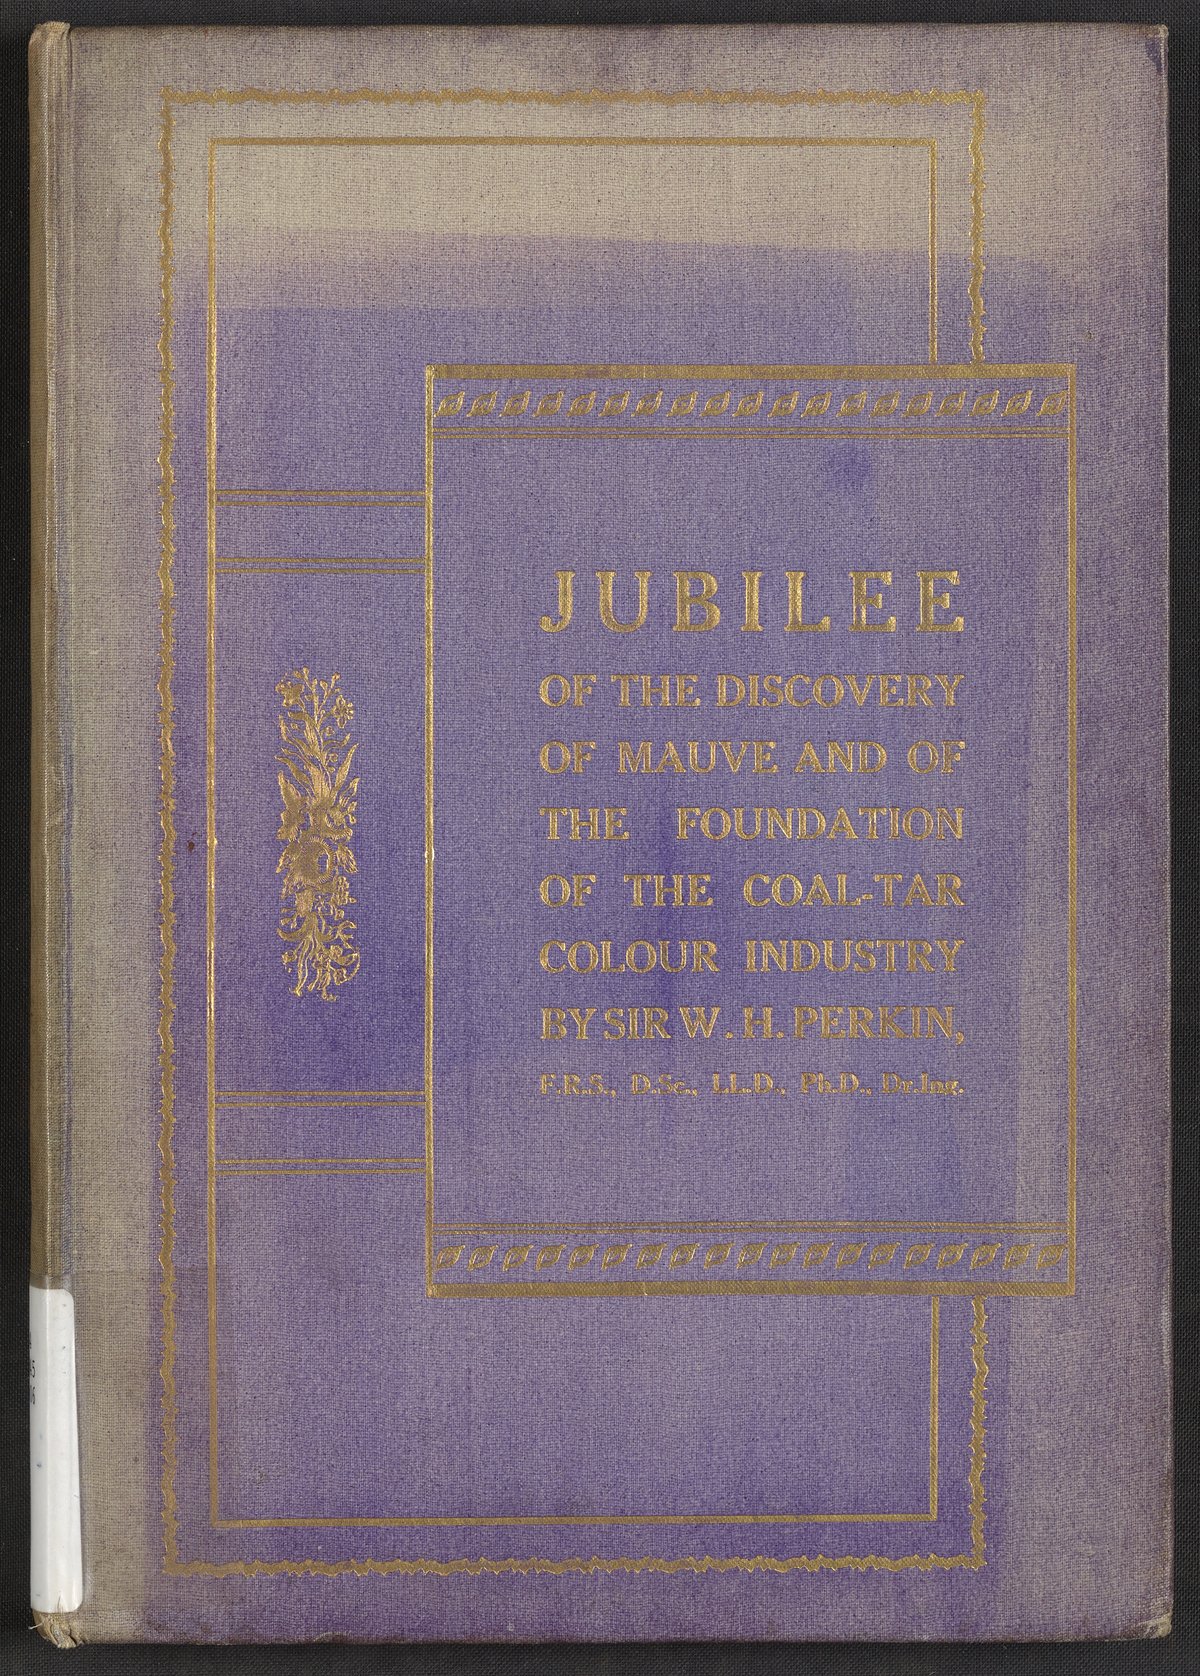 JUBILEE
OF THE DISCOVERY
OF MAUVE AND OF
THE FOUNDATION
OF THE COAL-TAR
COLOUR INDUSTRY
BY SIR W. H. PERKIN,
F.R.S., D.Sc., LL.D., Ph.D., Dr.Ing.